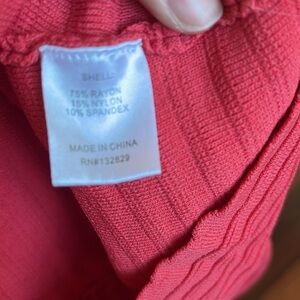 SHELL:
75% RAYON
15% NYLON
10% SPANDEX
MADE IN CHINA
RN#132829